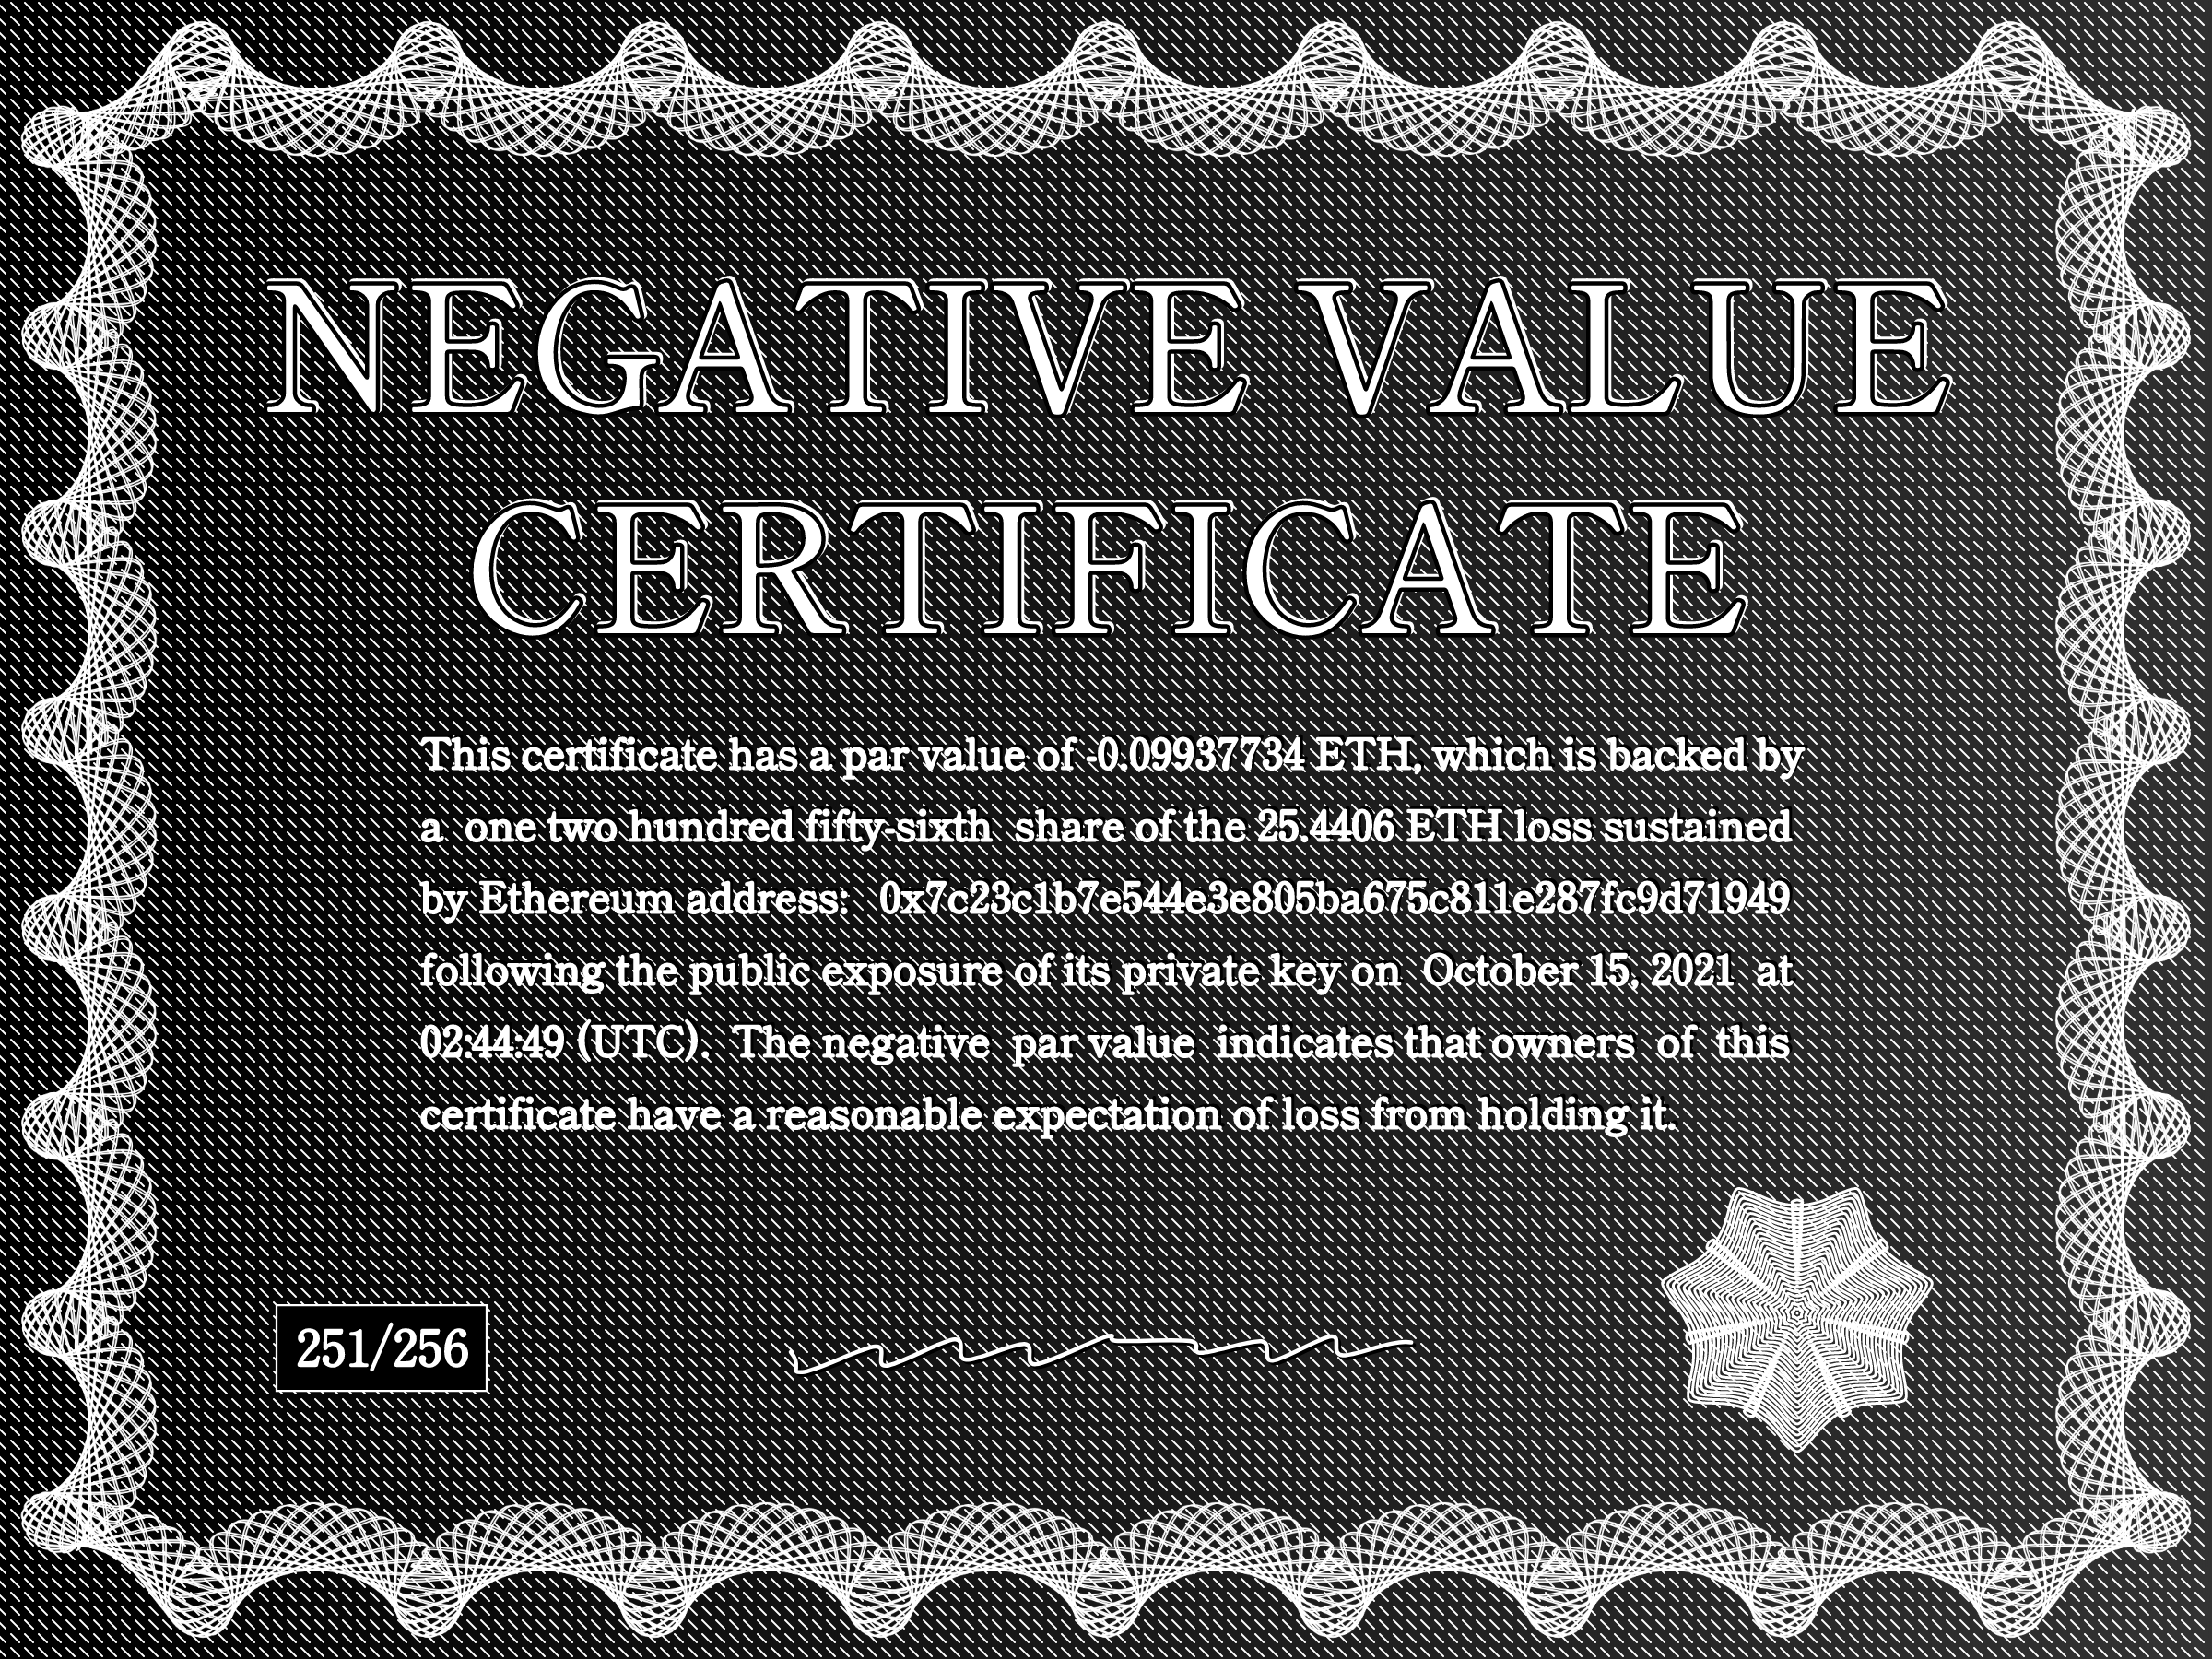 NEGATIVE VALUE
CERTIFICATE
This certificate has a par value of -0.09937734 ETH, which is backed by
a one two hundred fifty-sixth share of the 25.4406 ETH loss sustained
by Ethereum address: 0x7c23c1b7e544e3e805ba675c811e287fc9d71949
following the public exposure of its private key on October 15, 2021 at
02:44:49 (UTC). The negative par value indicates that owners of this
certificate have a reasonable expectation of loss from holding it.
251/256